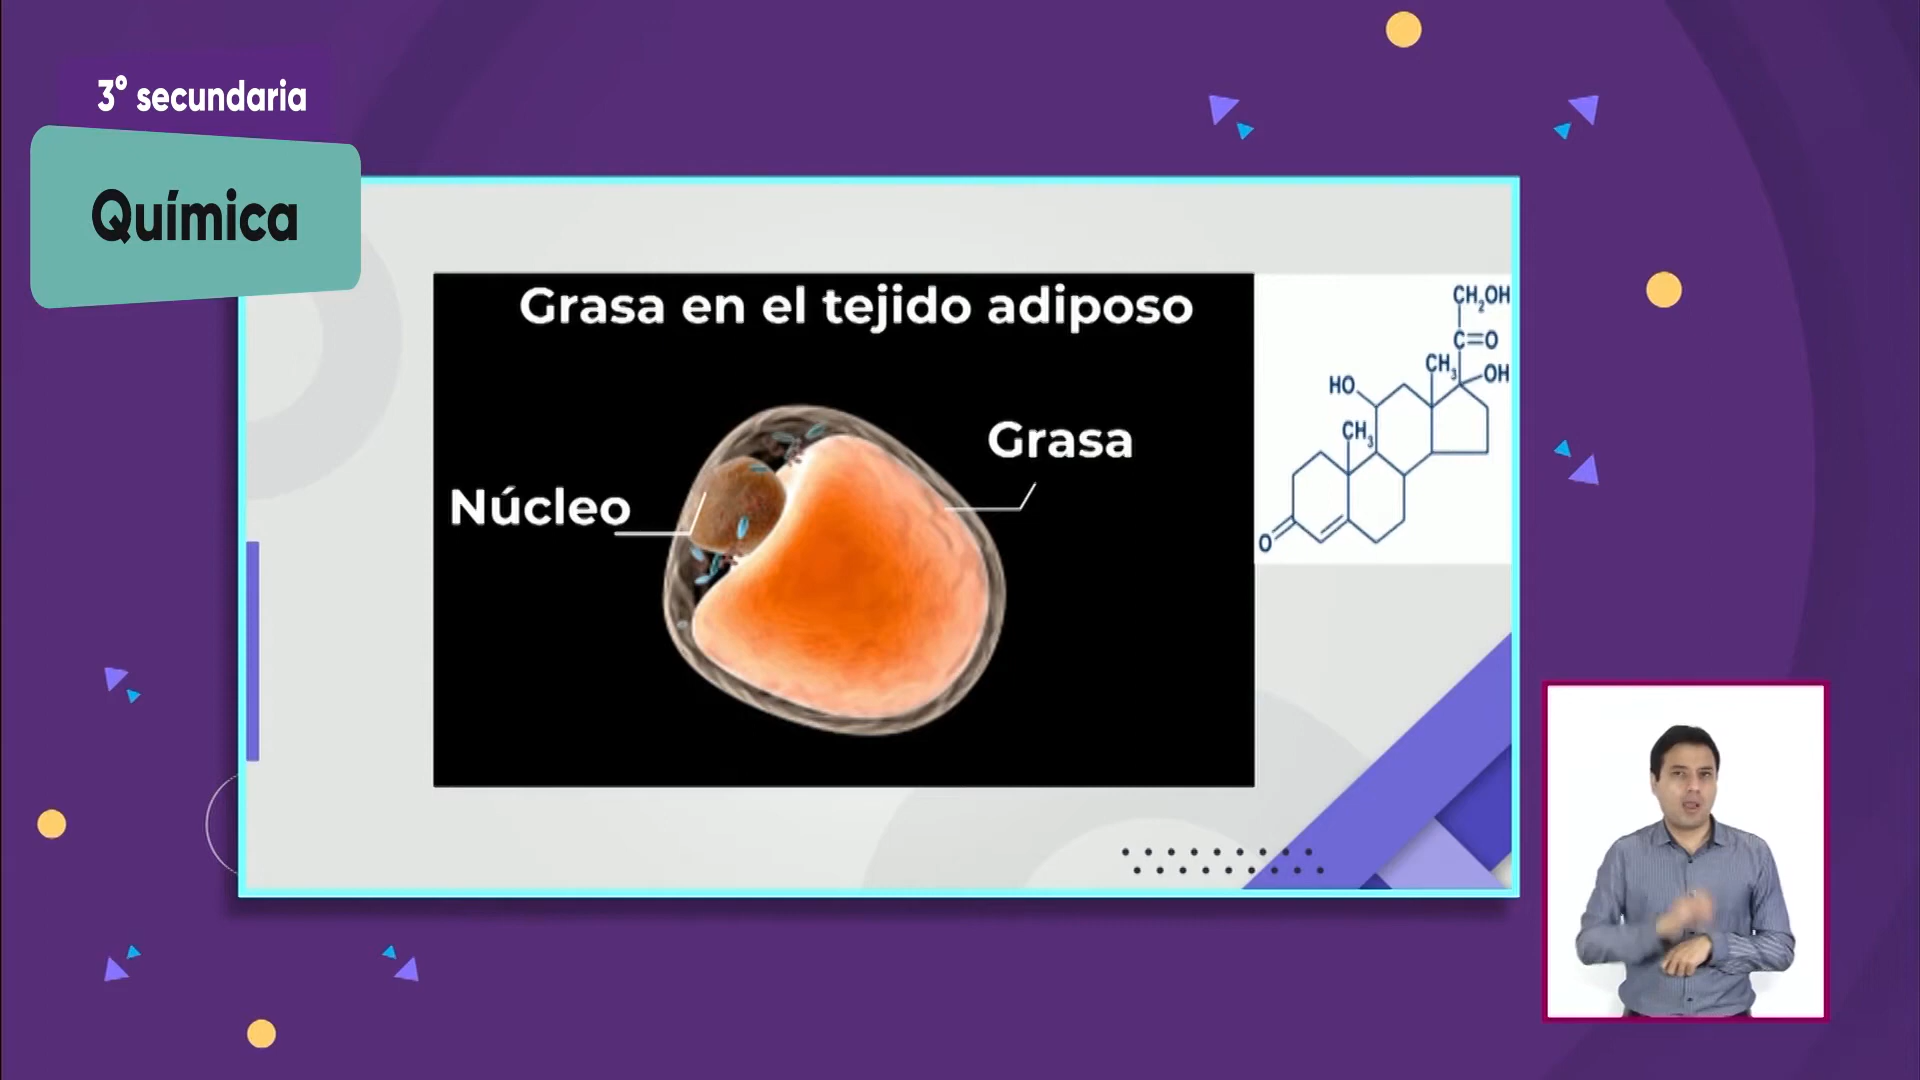 3° secundaria
Química
Grasa en el tejido adiposo
Grasa
Núcleo
CH₂OH
C=O
CH₃
OH
HO
CH₃
O